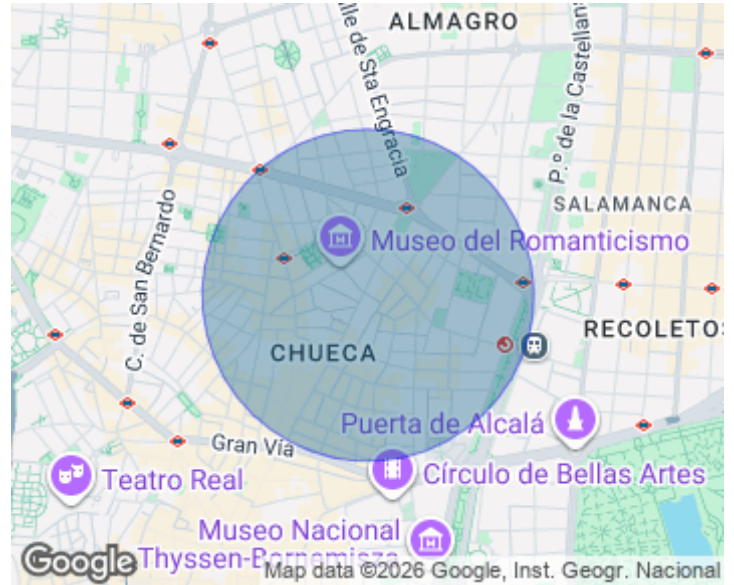 ALMAGRO
lle de Sta Engracia
P.º de la Castellan
SALAMANCA
Museo del Romanticismo
C. de San Bernardo
RECOLETOS
CHUECA
Puerta de Alcalá
Gran Vía
Teatro Real
Círculo de Bellas Artes
Museo Nacional
Thyssen-Bornemisza
Google
Map data ©2026 Google, Inst. Geogr. Nacional